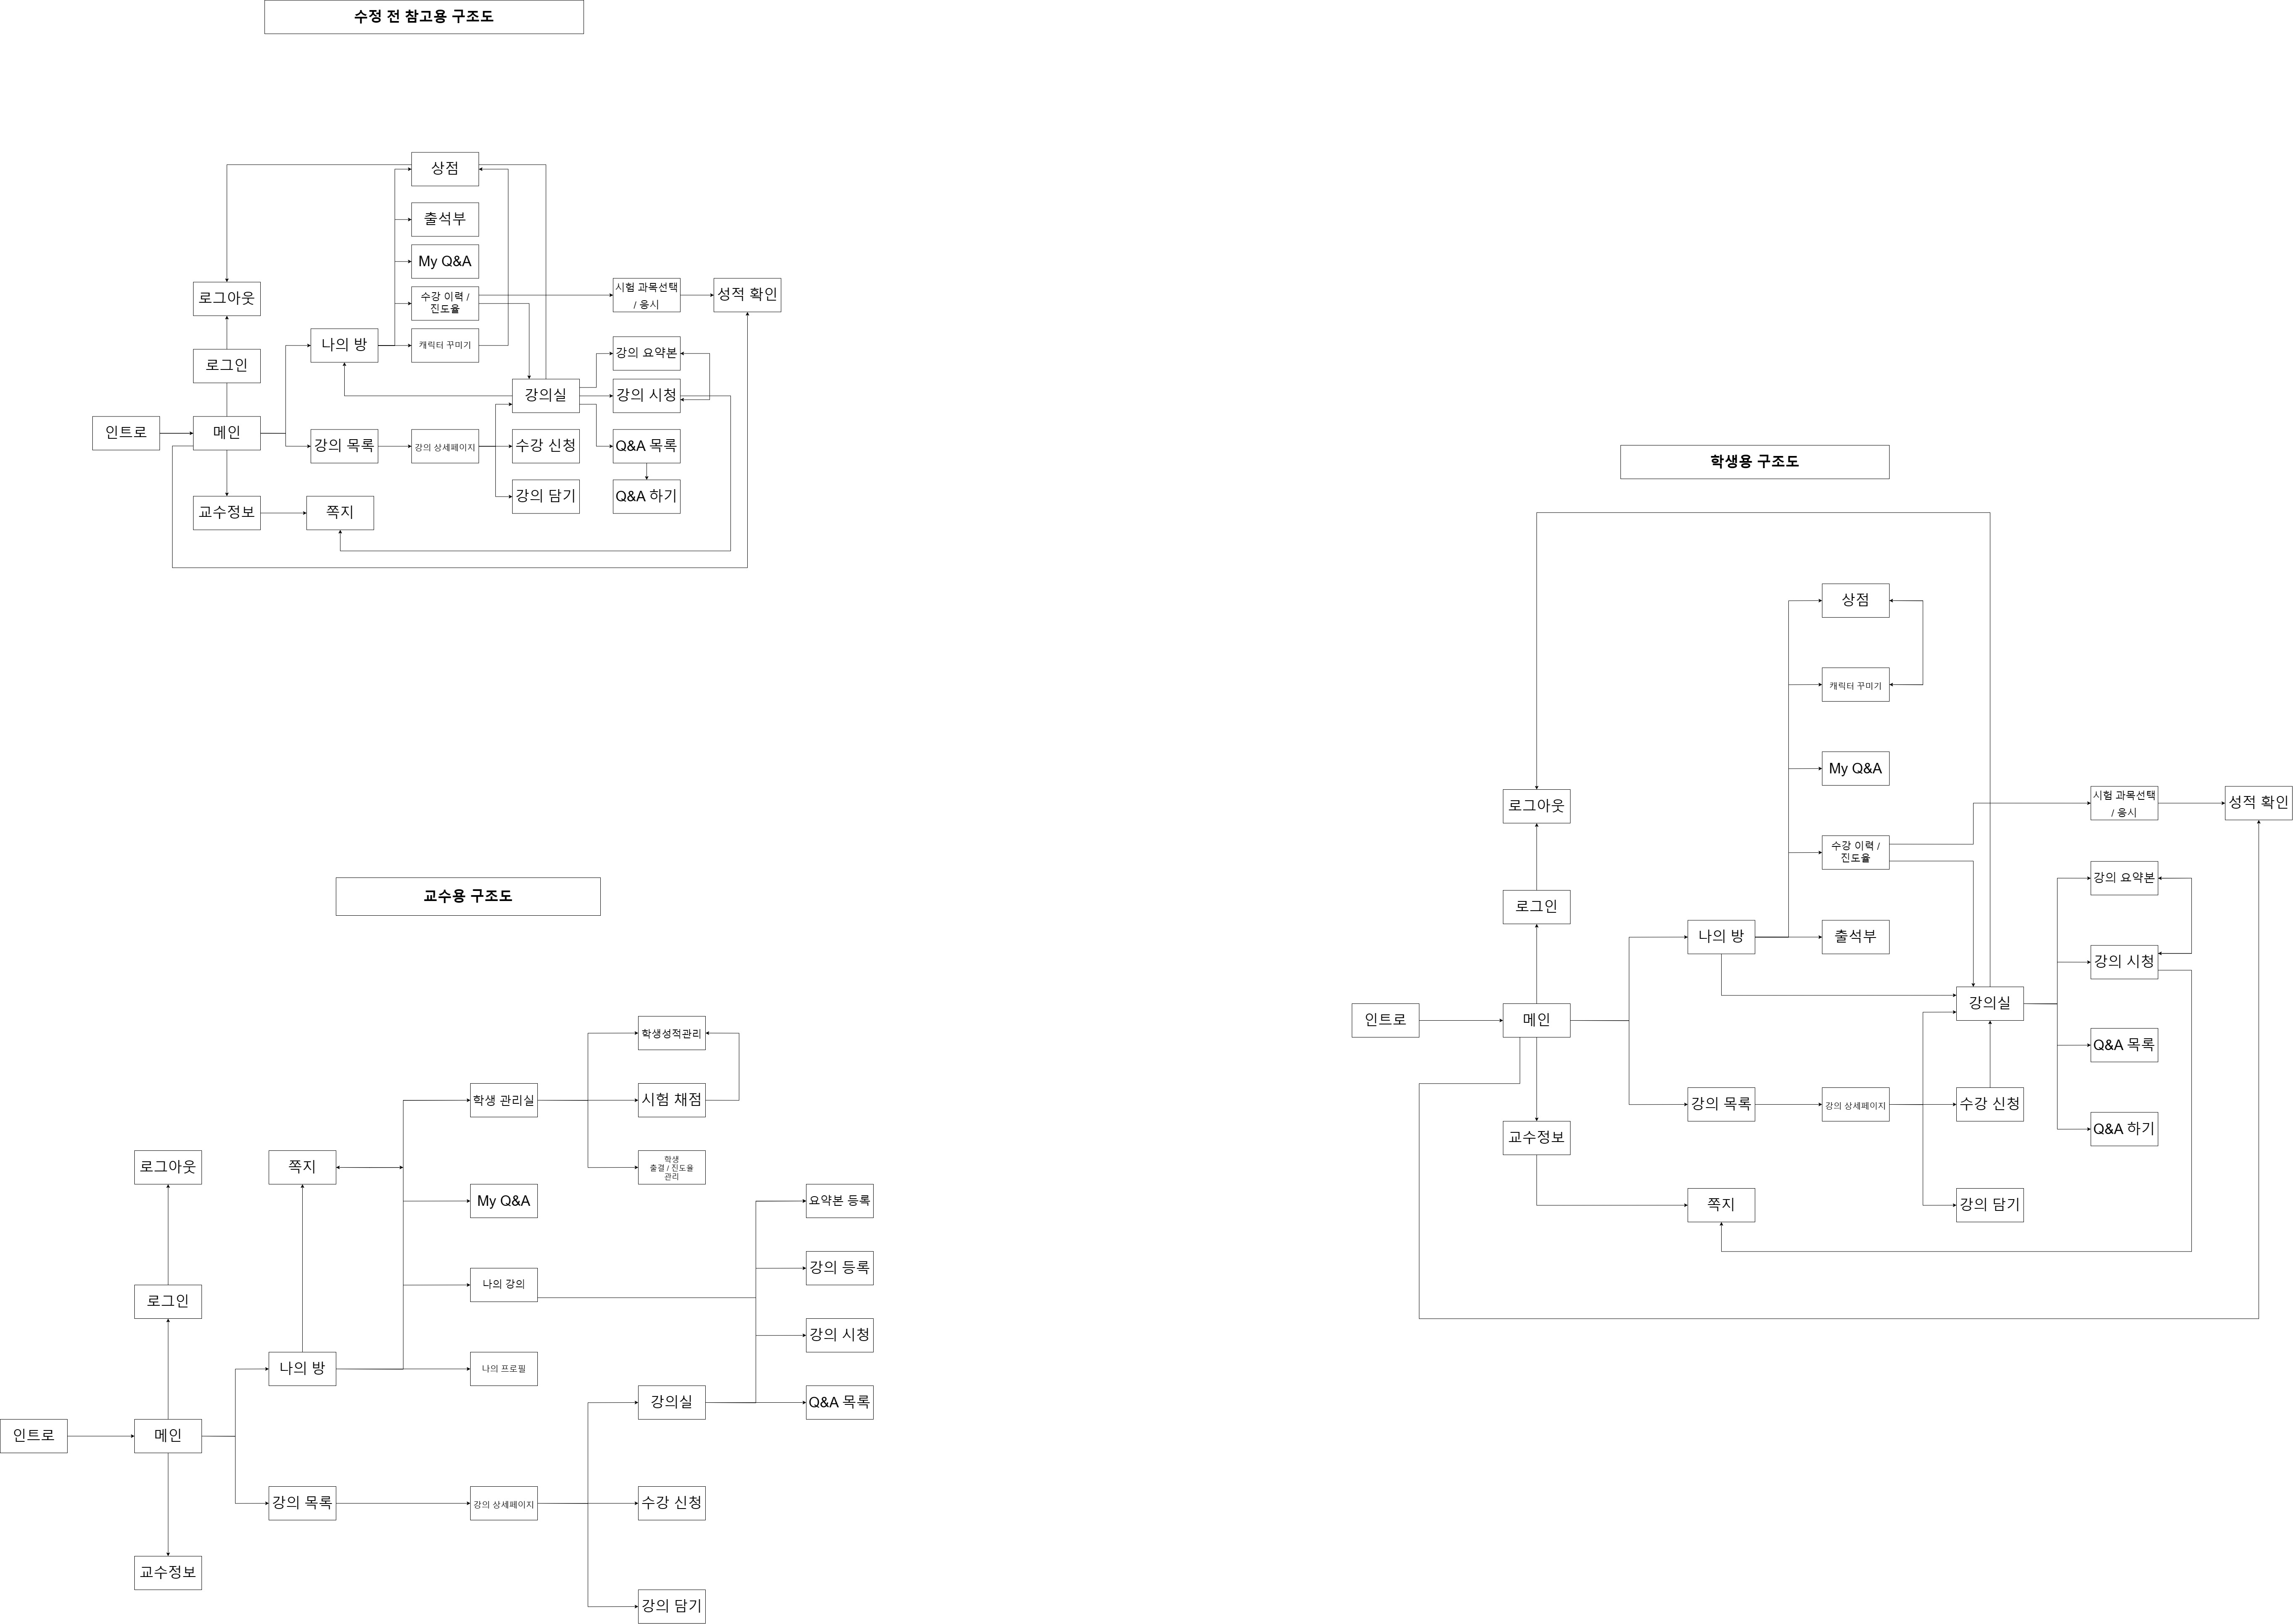 수정 전 참고용 구조도
상점
출석부
My Q&A
로그아웃
수강 이력 /
진도율
시험 과목선택
/ 응시
성적 확인
나의 방
캐릭터 꾸미기
강의 요약본
로그인
강의실
강의 시청
인트로
메인
강의 목록
강의 상세페이지
수강 신청
Q&A 목록
강의 담기
Q&A 하기
교수정보
쪽지
학생용 구조도
상점
캐릭터 꾸미기
My Q&A
로그아웃
시험 과목선택
/ 응시
성적 확인
수강 이력 /
진도율
강의 요약본
로그인
나의 방
출석부
강의 시청
강의실
인트로
메인
Q&A 목록
강의 목록
강의 상세페이지
수강 신청
Q&A 하기
교수정보
쪽지
강의 담기
교수용 구조도
학생성적관리
학생 관리실
시험 채점
로그아웃
쪽지
학생
출결 / 진도율
관리
My Q&A
요약본 등록
강의 등록
나의 강의
로그인
강의 시청
나의 방
나의 프로필
강의실
Q&A 목록
인트로
메인
강의 목록
강의 상세페이지
수강 신청
교수정보
강의 담기